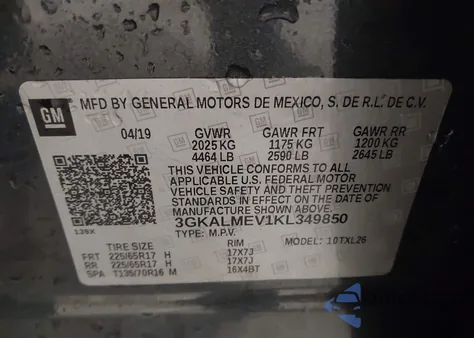 GM
MFD BY GENERAL MOTORS DE MEXICO, S. DE R.L. DE C.V.
04/19 GVWR GAWR FRT GAWR RR
2025 KG 1175 KG 1200 KG
4464 LB 2590 LB 2645 LB
THIS VEHICLE CONFORMS TO ALL
APPLICABLE U.S. FEDERAL MOTOR
VEHICLE SAFETY AND THEFT PREVENTION
STANDARDS IN EFFECT ON THE DATE OF
MANUFACTURE SHOWN ABOVE.
3GKALMEV1KL349850
129X TYPE: M.P.V. MODEL: 10TXL26
TIRE SIZE RIM
FRT 225/65R17 H 17X7J
RR 225/65R17 H 17X7J
SPA T135/70R16 M 16X4BT